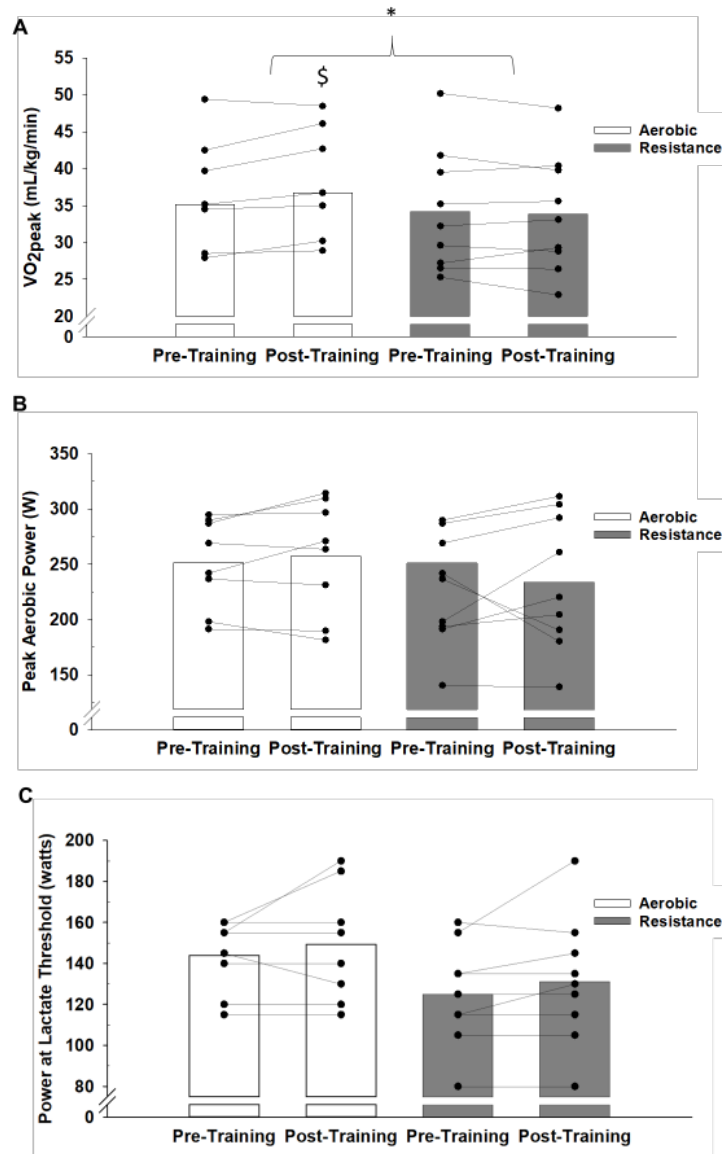 A
*
$
VO2peak (mL/kg/min)
55
50
45
40
35
30
25
20
0
Aerobic
Resistance
Pre-Training Post-Training Pre-Training Post-Training
B
Peak Aerobic Power (W)
350
300
250
200
150
0
Aerobic
Resistance
Pre-Training Post-Training Pre-Training Post-Training
C
Power at Lactate Threshold (watts)
200
180
160
140
120
100
80
0
Aerobic
Resistance
Pre-Training Post-Training Pre-Training Post-Training